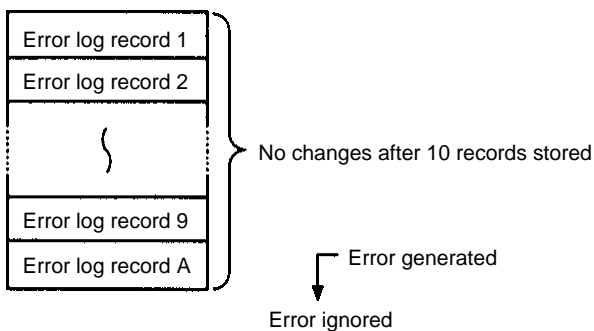 Error log record 1
Error log record 2
No changes after 10 records stored
Error log record 9
Error log record A
Error generated
Error ignored